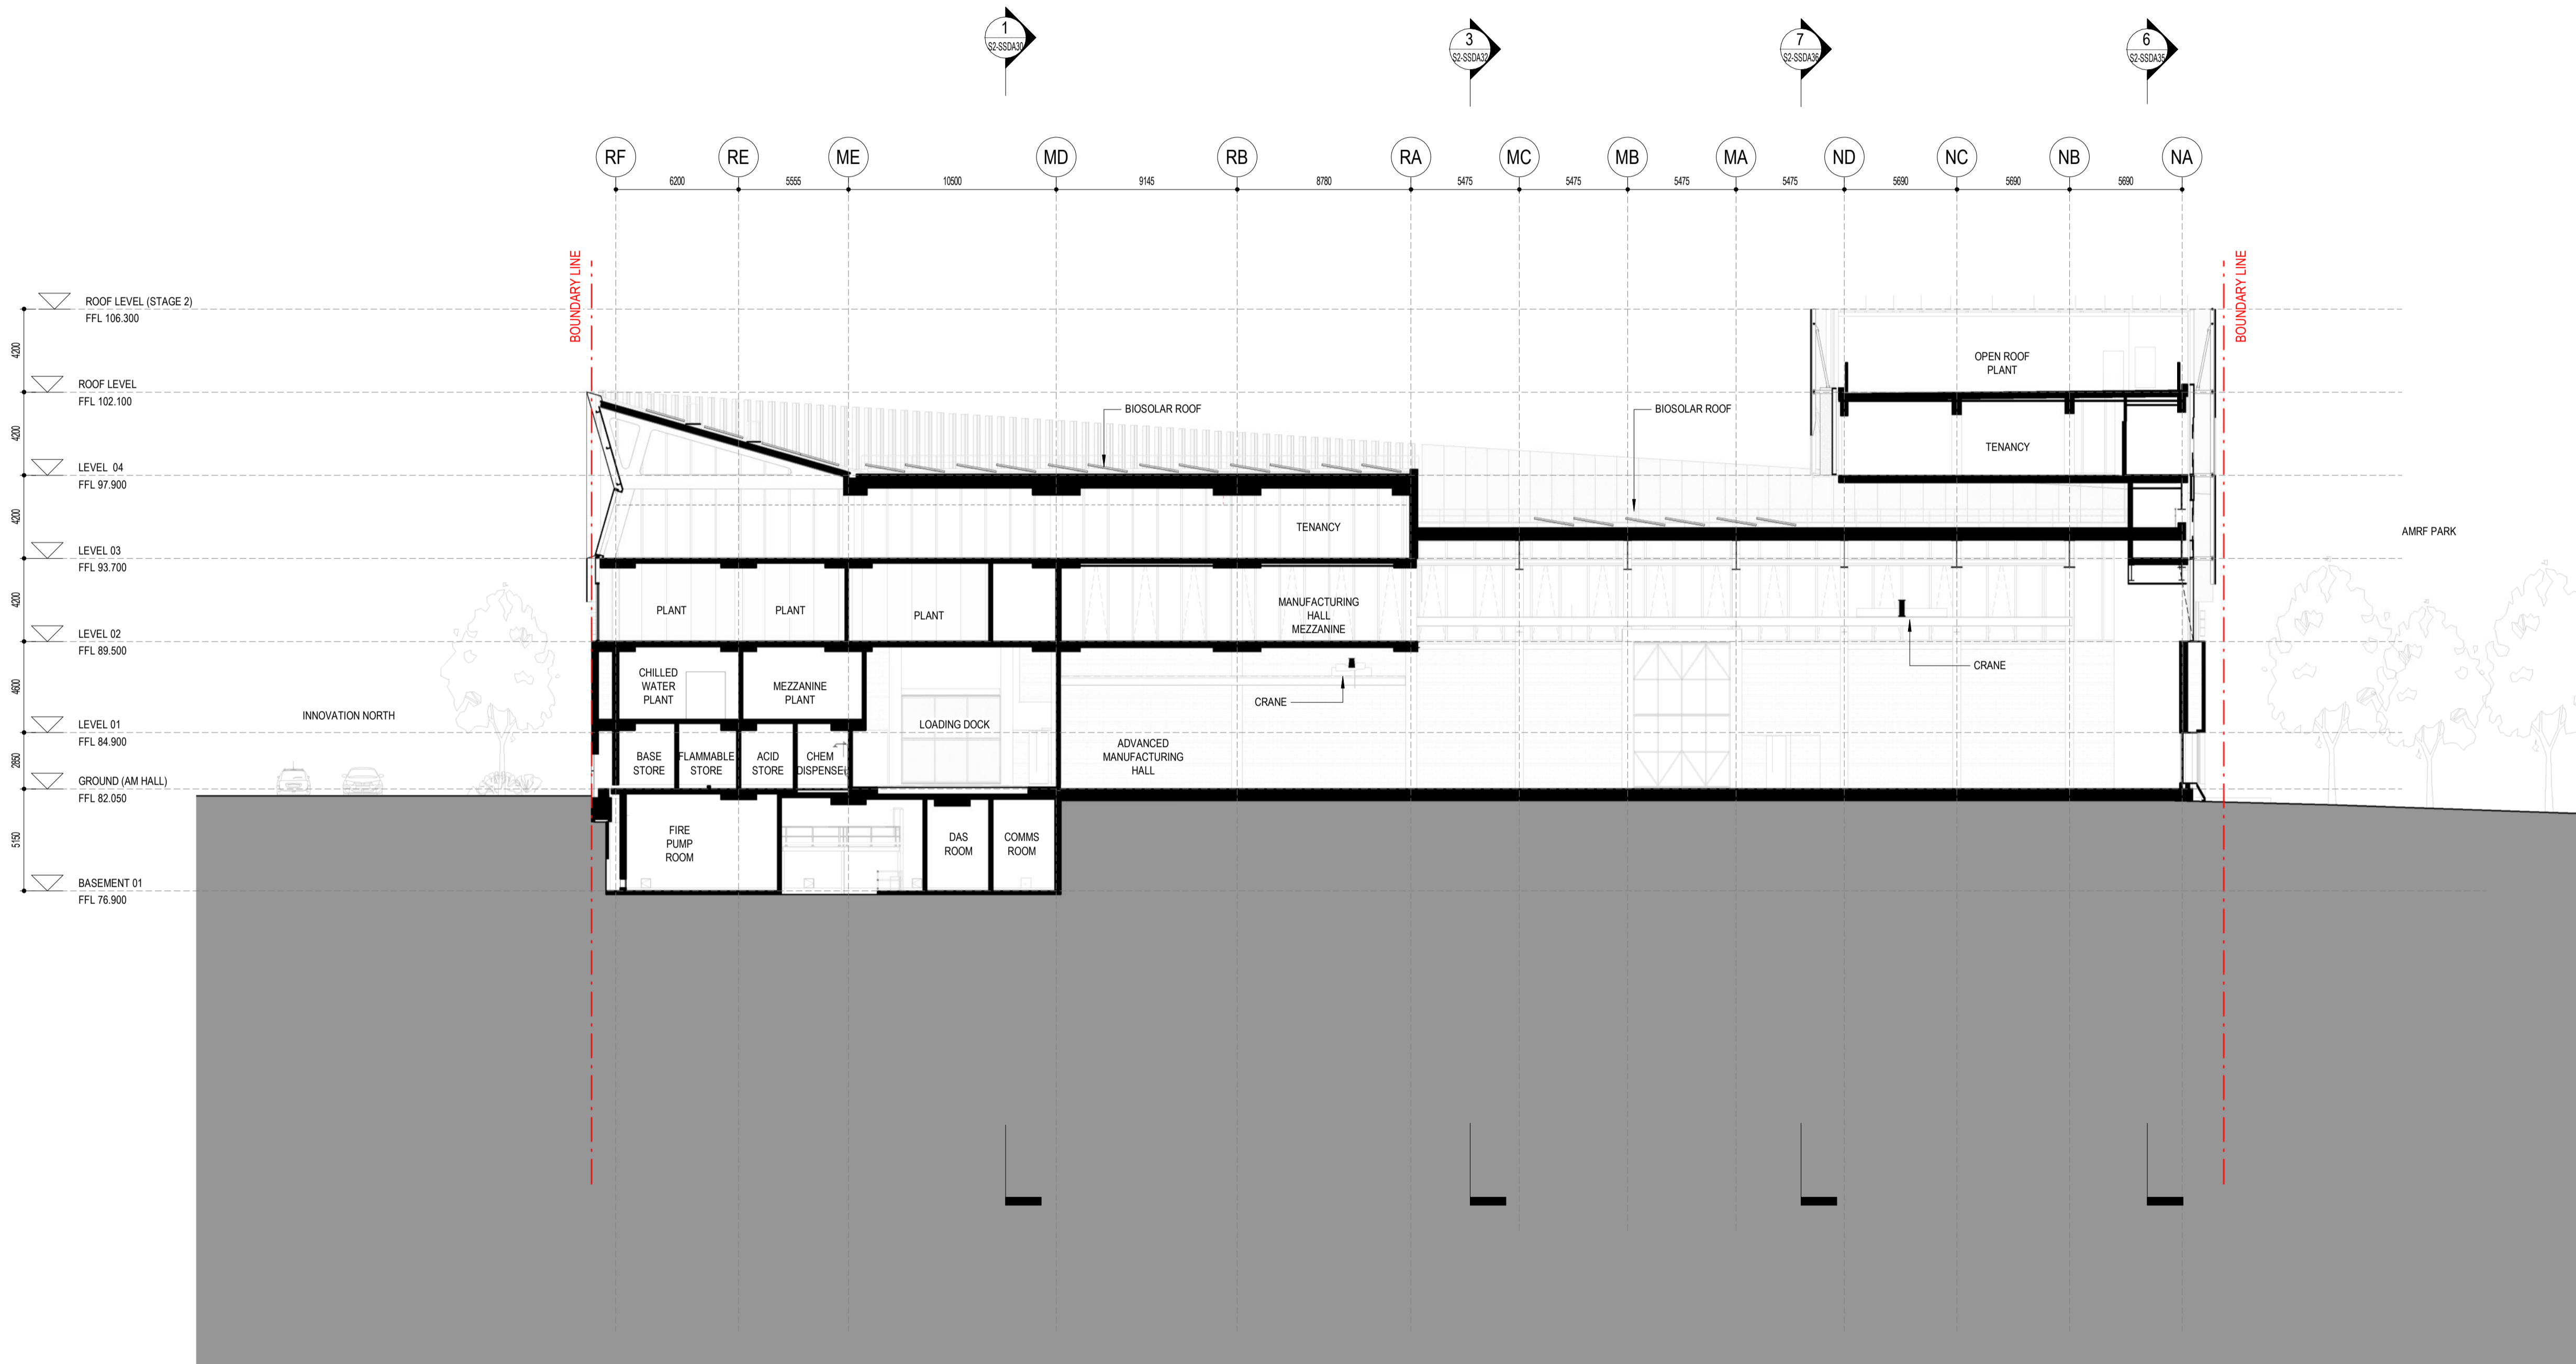 1
S2-SSDA30
3
S2-SSDA32
7
S2-SSDA36
6
S2-SSDA35
RF
RE
ME
MD
RB
RA
MC
MB
MA
ND
NC
NB
NA
6200
5555
10500
9145
8780
5475
5475
5475
5475
5690
5690
5690
BOUNDARY LINE
BOUNDARY LINE
ROOF LEVEL (STAGE 2)
FFL 106.300
4200
ROOF LEVEL
FFL 102.100
4200
LEVEL 04
FFL 97.900
4200
LEVEL 03
FFL 93.700
4200
LEVEL 02
FFL 89.500
4600
LEVEL 01
FFL 84.900
2850
GROUND (AM HALL)
FFL 82.050
5150
BASEMENT 01
FFL 76.900
OPEN ROOF
PLANT
BIOSOLAR ROOF
BIOSOLAR ROOF
TENANCY
TENANCY
AMRF PARK
PLANT
PLANT
PLANT
MANUFACTURING
HALL
MEZZANINE
CRANE
CHILLED
WATER
PLANT
MEZZANINE
PLANT
CRANE
INNOVATION NORTH
LOADING DOCK
BASE
STORE
FLAMMABLE
STORE
ACID
STORE
CHEM
DISPENSE
ADVANCED
MANUFACTURING
HALL
FIRE
PUMP
ROOM
DAS
ROOM
COMMS
ROOM